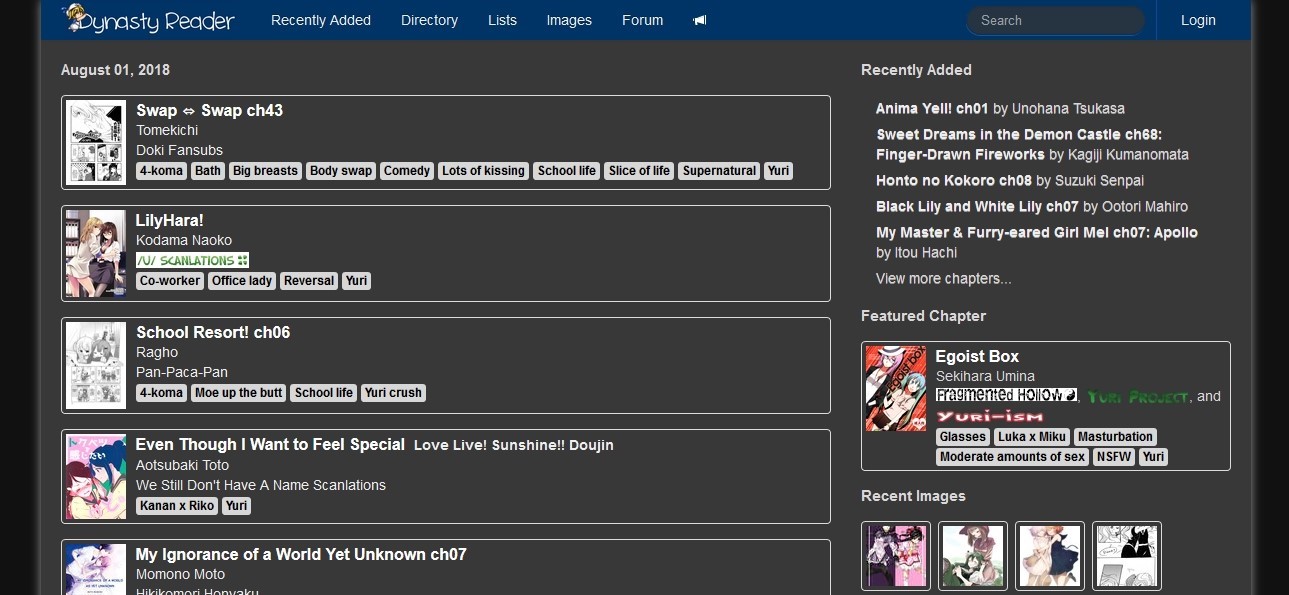 Dynasty Reader
Recently Added
Directory
Lists
Images
Forum
Search
Login
August 01, 2018
Swap ⇔ Swap ch43
Tomekichi
Doki Fansubs
4-koma Bath Big breasts Body swap Comedy Lots of kissing School life Slice of life Supernatural Yuri
LilyHara!
Kodama Naoko
/U/ SCANLATIONS
Co-worker Office lady Reversal Yuri
School Resort! ch06
Ragho
Pan-Paca-Pan
4-koma Moe up the butt School life Yuri crush
Even Though I Want to Feel Special Love Live! Sunshine!! Doujin
Aotsubaki Toto
We Still Don't Have A Name Scanlations
Kanan x Riko Yuri
My Ignorance of a World Yet Unknown ch07
Momono Moto
Hikikomori Honyaku
Recently Added
Anima Yell! ch01 by Unohana Tsukasa
Sweet Dreams in the Demon Castle ch68:
Finger-Drawn Fireworks by Kagiji Kumanomata
Honto no Kokoro ch08 by Suzuki Senpai
Black Lily and White Lily ch07 by Ootori Mahiro
My Master & Furry-eared Girl Mel ch07: Apollo
by Itou Hachi
View more chapters...
Featured Chapter
Egoist Box
Sekihara Umina
Fragmented Hollow, Yuri Project, and
Yuri-ism
Glasses Luka x Miku Masturbation
Moderate amounts of sex NSFW Yuri
Recent Images